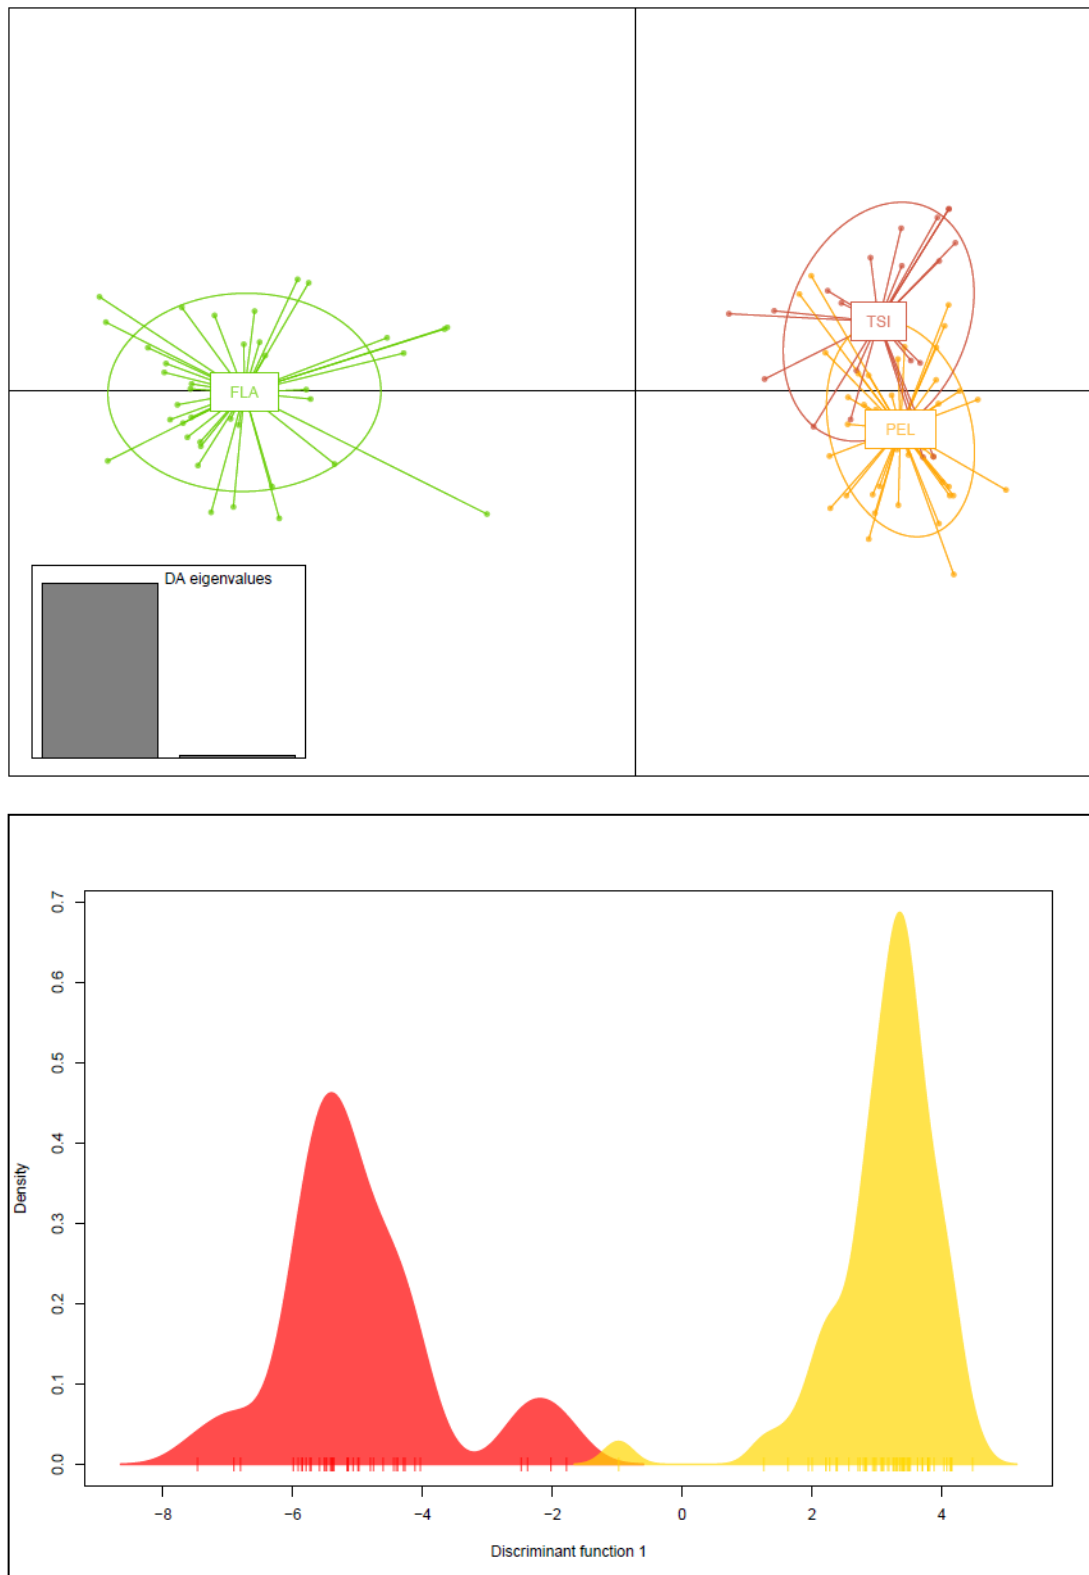 TSI
FLA
PEL
DA eigenvalues
0.7
0.6
0.5
0.4
0.3
0.2
0.1
0.0
Density
−8 −6 −4 −2 0 2 4
Discriminant function 1